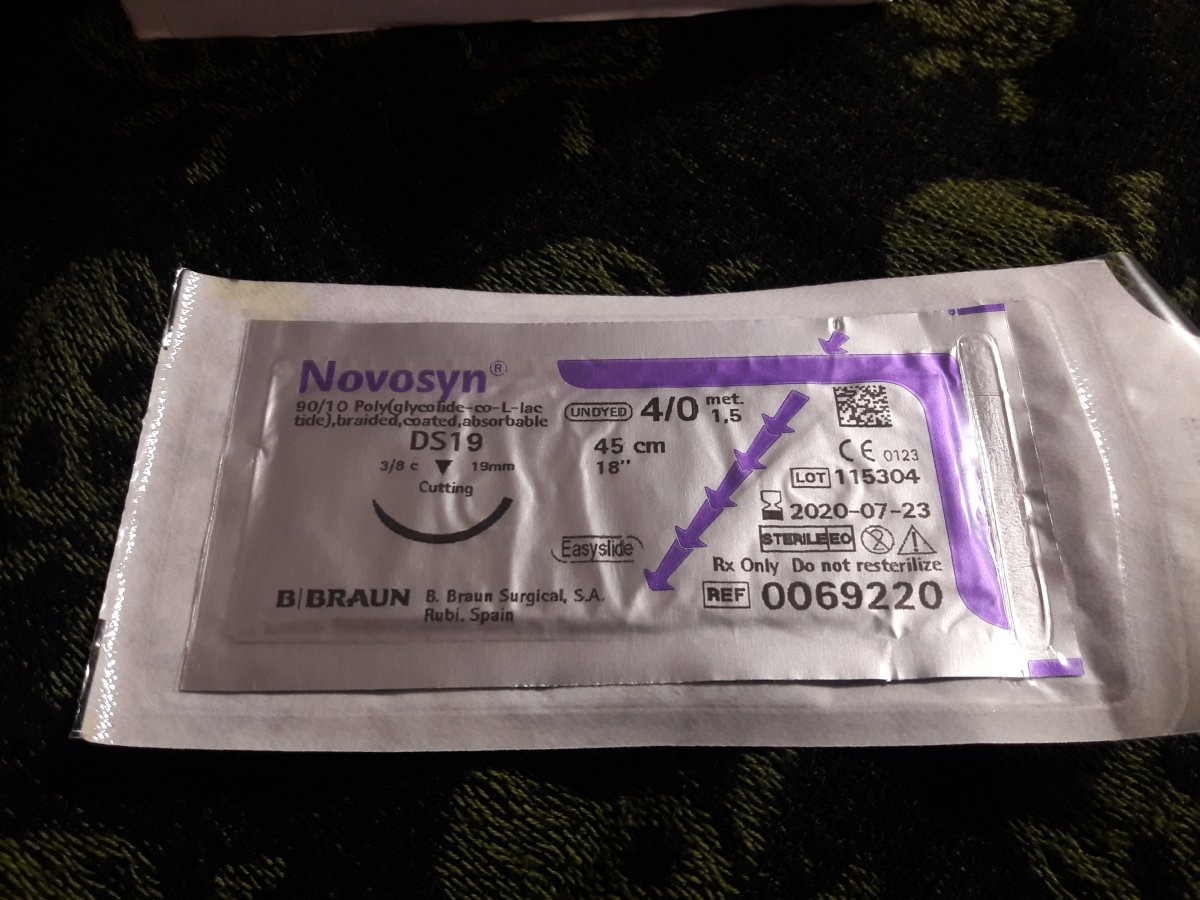 Novosyn®
90/10 Poly(glycolide-co-L-lac
tide),braided,coated,absorbable
DS19
3/8 c 19mm
Cutting
UNDYED 4/0 met. 1,5
45 cm
18"
Easyslide
B|BRAUN B. Braun Surgical, S.A.
Rubí. Spain
CE 0123
LOT 115304
2020-07-23
STERILE EO
Rx Only Do not resterilize
REF 0069220